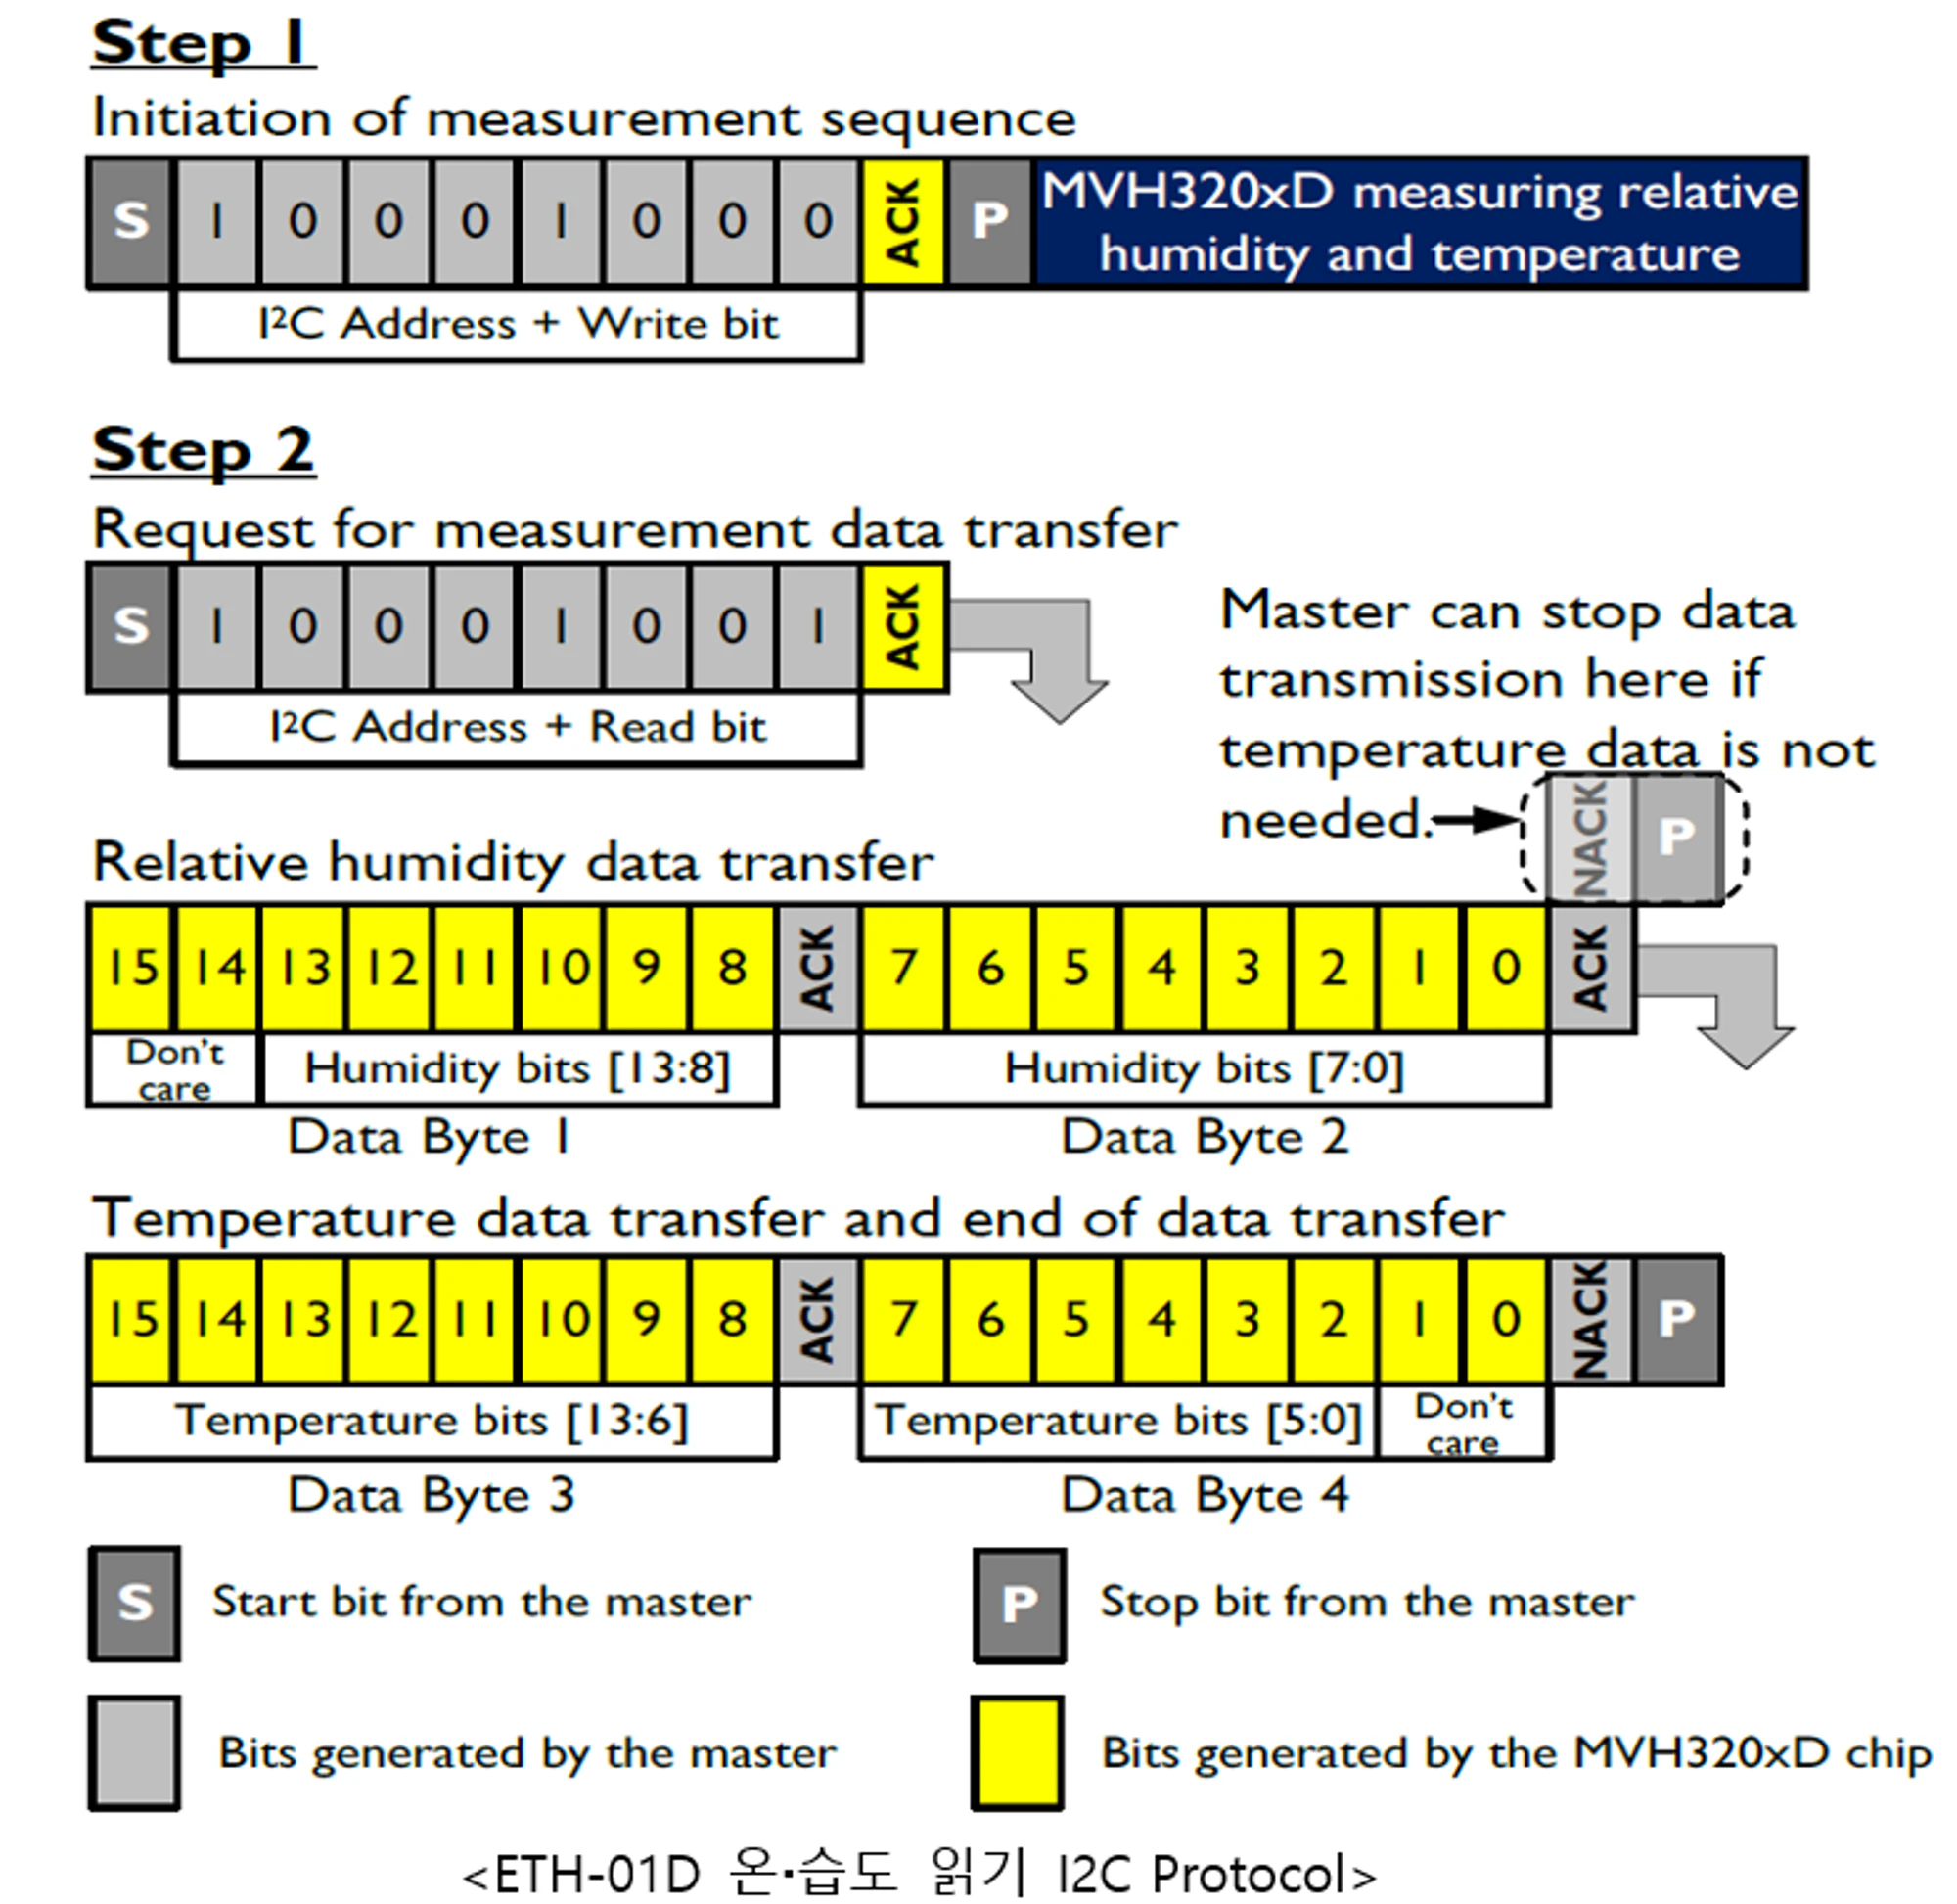 Step 1
Initiation of measurement sequence
S 1 0 0 0 1 0 0 0 ACK P MVH320xD measuring relative
humidity and temperature
I²C Address + Write bit
Step 2
Request for measurement data transfer
S 1 0 0 0 1 0 0 1 ACK
I²C Address + Read bit
Master can stop data
transmission here if
temperature data is not
needed.
NACK P
Relative humidity data transfer
15 14 13 12 11 10 9 8 ACK 7 6 5 4 3 2 1 0 ACK
Don't
care
Humidity bits [13:8]
Humidity bits [7:0]
Data Byte 1
Data Byte 2
Temperature data transfer and end of data transfer
15 14 13 12 11 10 9 8 ACK 7 6 5 4 3 2 1 0 NACK P
Temperature bits [13:6]
Temperature bits [5:0]
Don't
care
Data Byte 3
Data Byte 4
S Start bit from the master
P Stop bit from the master
Bits generated by the master
Bits generated by the MVH320xD chip
<ETH-01D 온·습도 읽기 I2C Protocol>